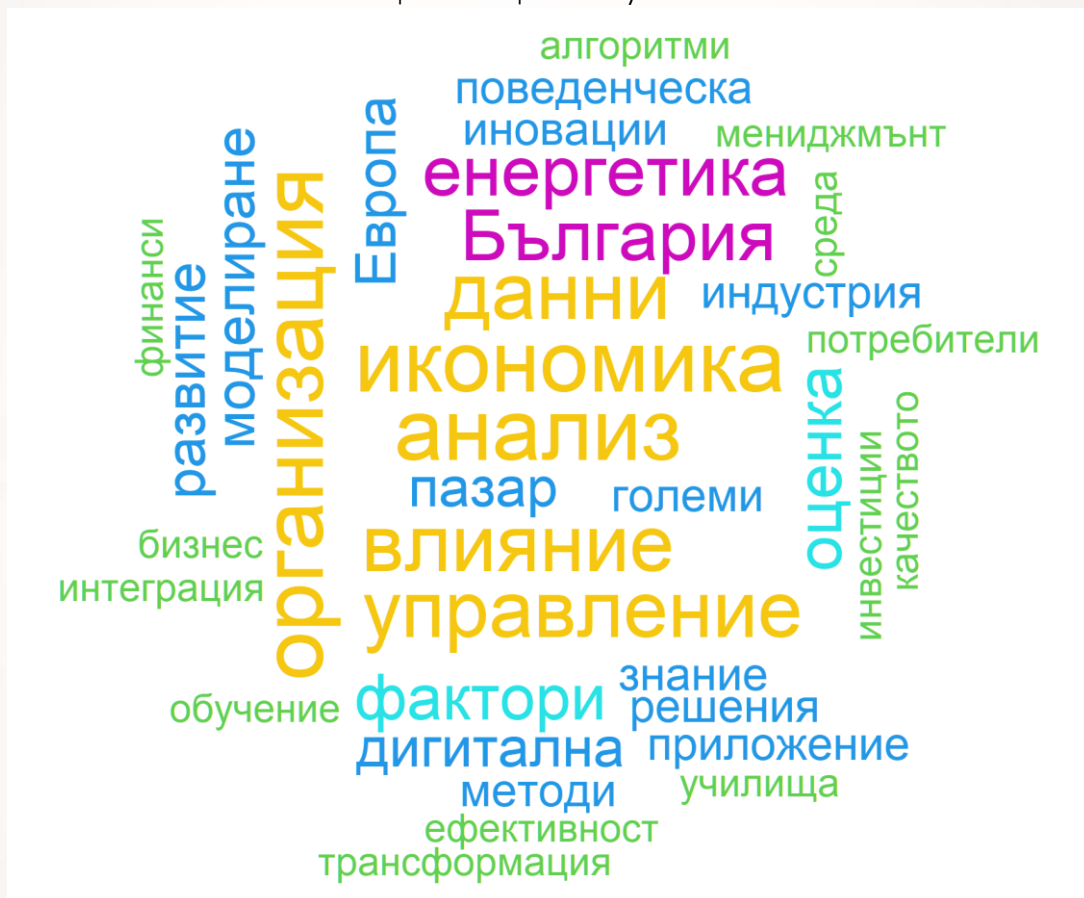 алгоритми
поведенческа
иновации
мениджмънт
Европа
енергетика
среда
моделиране
организация
България
финанси
развитие
данни
индустрия
потребители
икономика
оценка
анализ
качеството
инвестиции
пазар
големи
бизнес
влияние
интеграция
управление
знание
обучение
фактори
решения
дигитална
приложение
методи
училища
ефективност
трансформация